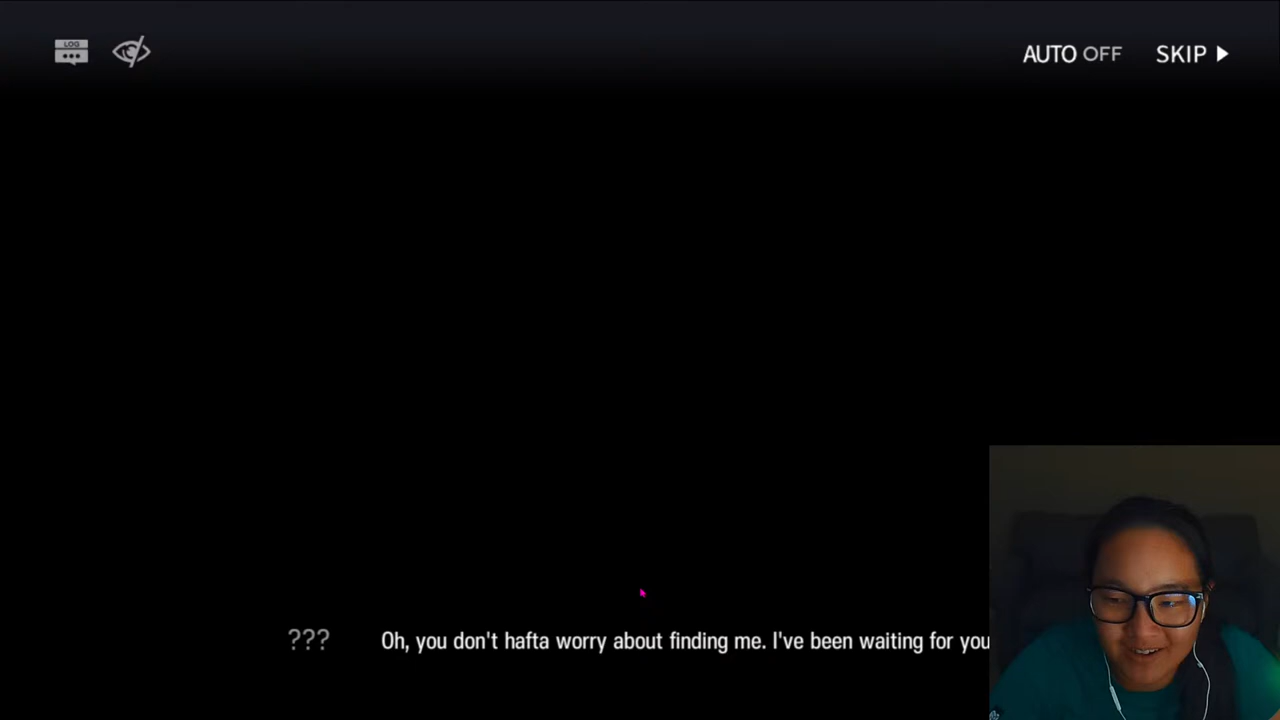 LOG
AUTO OFF SKIP
??? Oh, you don't hafta worry about finding me. I've been waiting for you